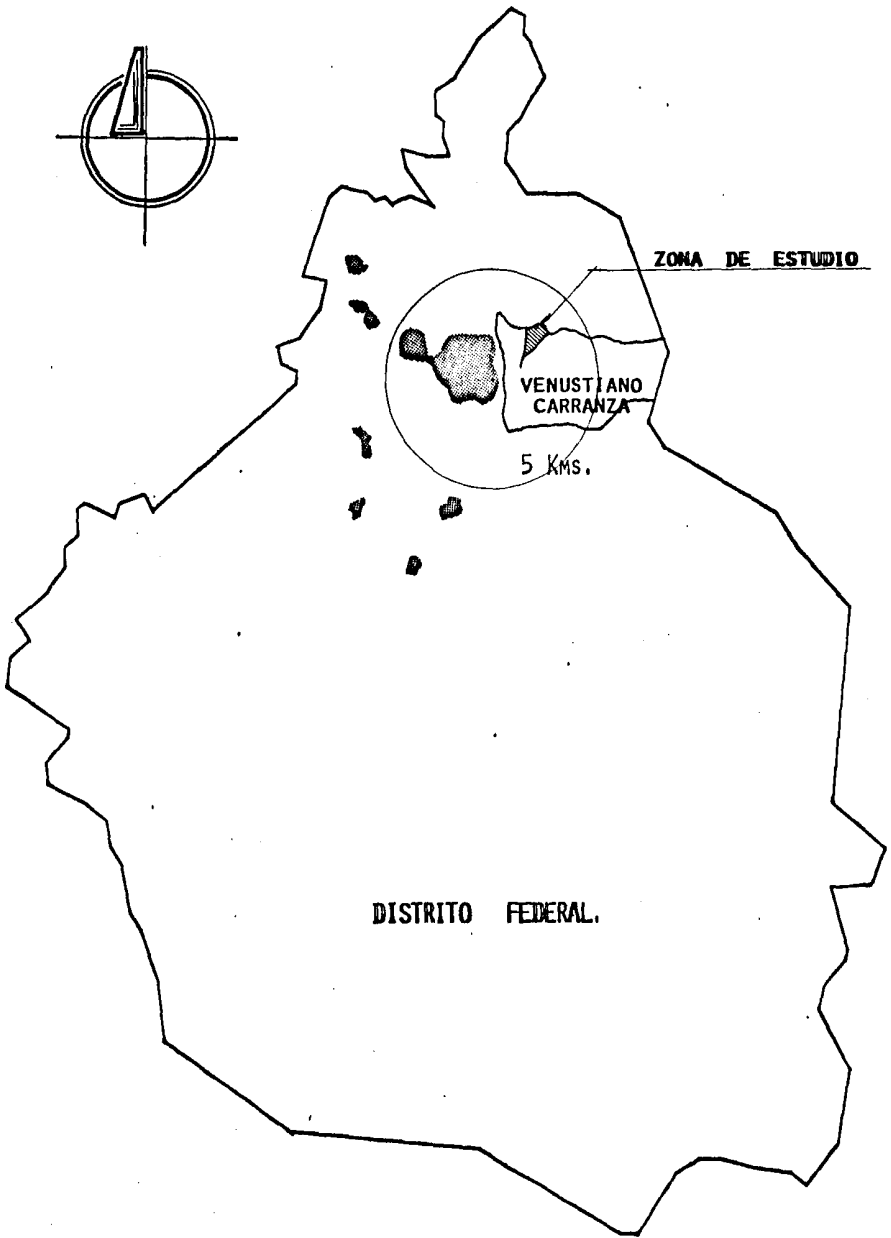 ZONA DE ESTUDIO
VENUSTIANO
CARRANZA
5 KMS.
DISTRITO FEDERAL.